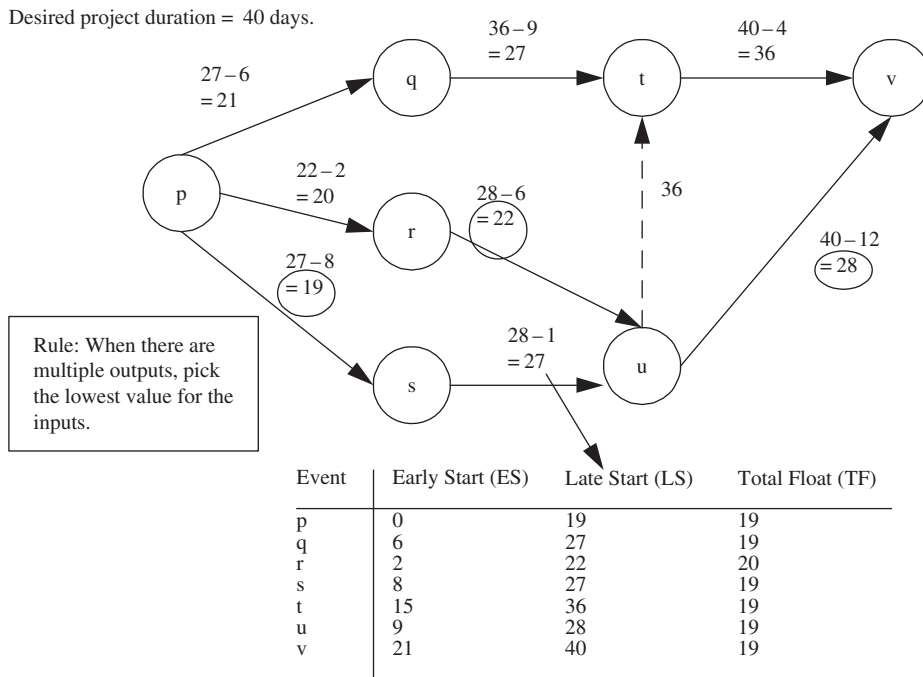 Desired project duration = 40 days.
36 – 9
= 27
40 – 4
= 36
27 – 6
= 21
q
t
v
22 – 2
= 20
28 – 6
= 22
36
p
r
40 – 12
= 28
27 – 8
= 19
Rule: When there are
multiple outputs, pick
the lowest value for the
inputs.
28 – 1
= 27
s
u
Event Early Start (ES) Late Start (LS) Total Float (TF)
p 0 19 19
q 6 27 19
r 2 22 20
s 8 27 19
t 15 36 19
u 9 28 19
v 21 40 19